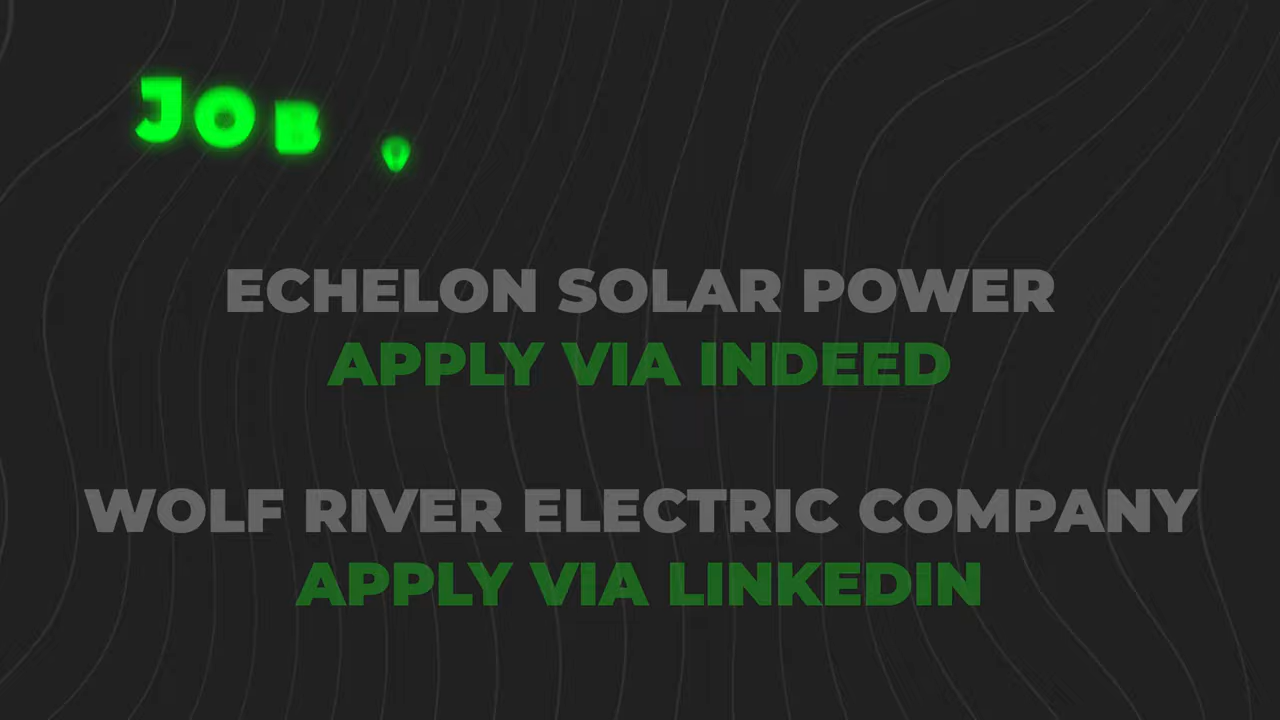 JOB
ECHELON SOLAR POWER
APPLY VIA INDEED
WOLF RIVER ELECTRIC COMPANY
APPLY VIA LINKEDIN